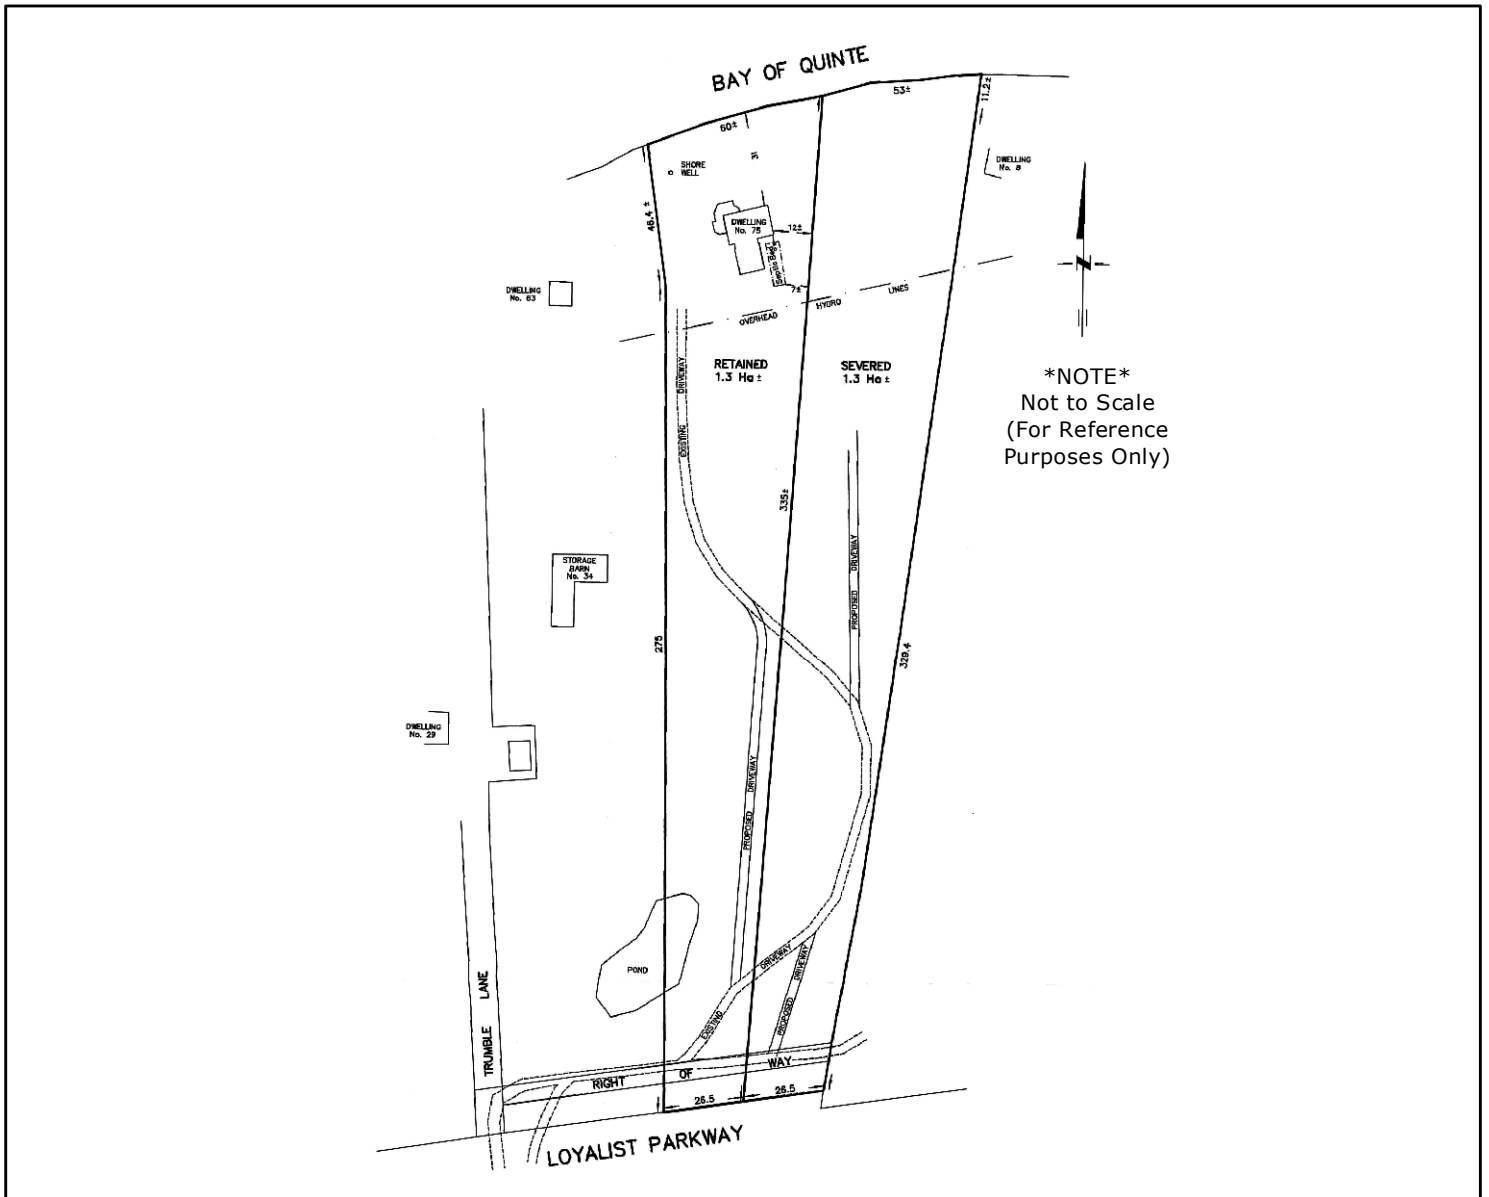 BAY OF QUINTE
60±
53±
11.2±
SHORE
WELL
31
DWELLING
No. 8
46.4 ±
DWELLING
No. 75
12±
Septic Bed
7±
DWELLING
No. 63
OVERHEAD HYDRO LINES
N
RETAINED
1.3 Ha ±
SEVERED
1.3 Ha ±
*NOTE*
Not to Scale
(For Reference
Purposes Only)
EXISTING DRIVEWAY
335±
PROPOSED DRIVEWAY
STORAGE
BARN
No. 34
275
329.4
DWELLING
No. 29
PROPOSED DRIVEWAY
POND
EXISTING DRIVEWAY
PROPOSED DRIVEWAY
TRUMBLE LANE
RIGHT OF WAY
26.5
26.5
LOYALIST PARKWAY